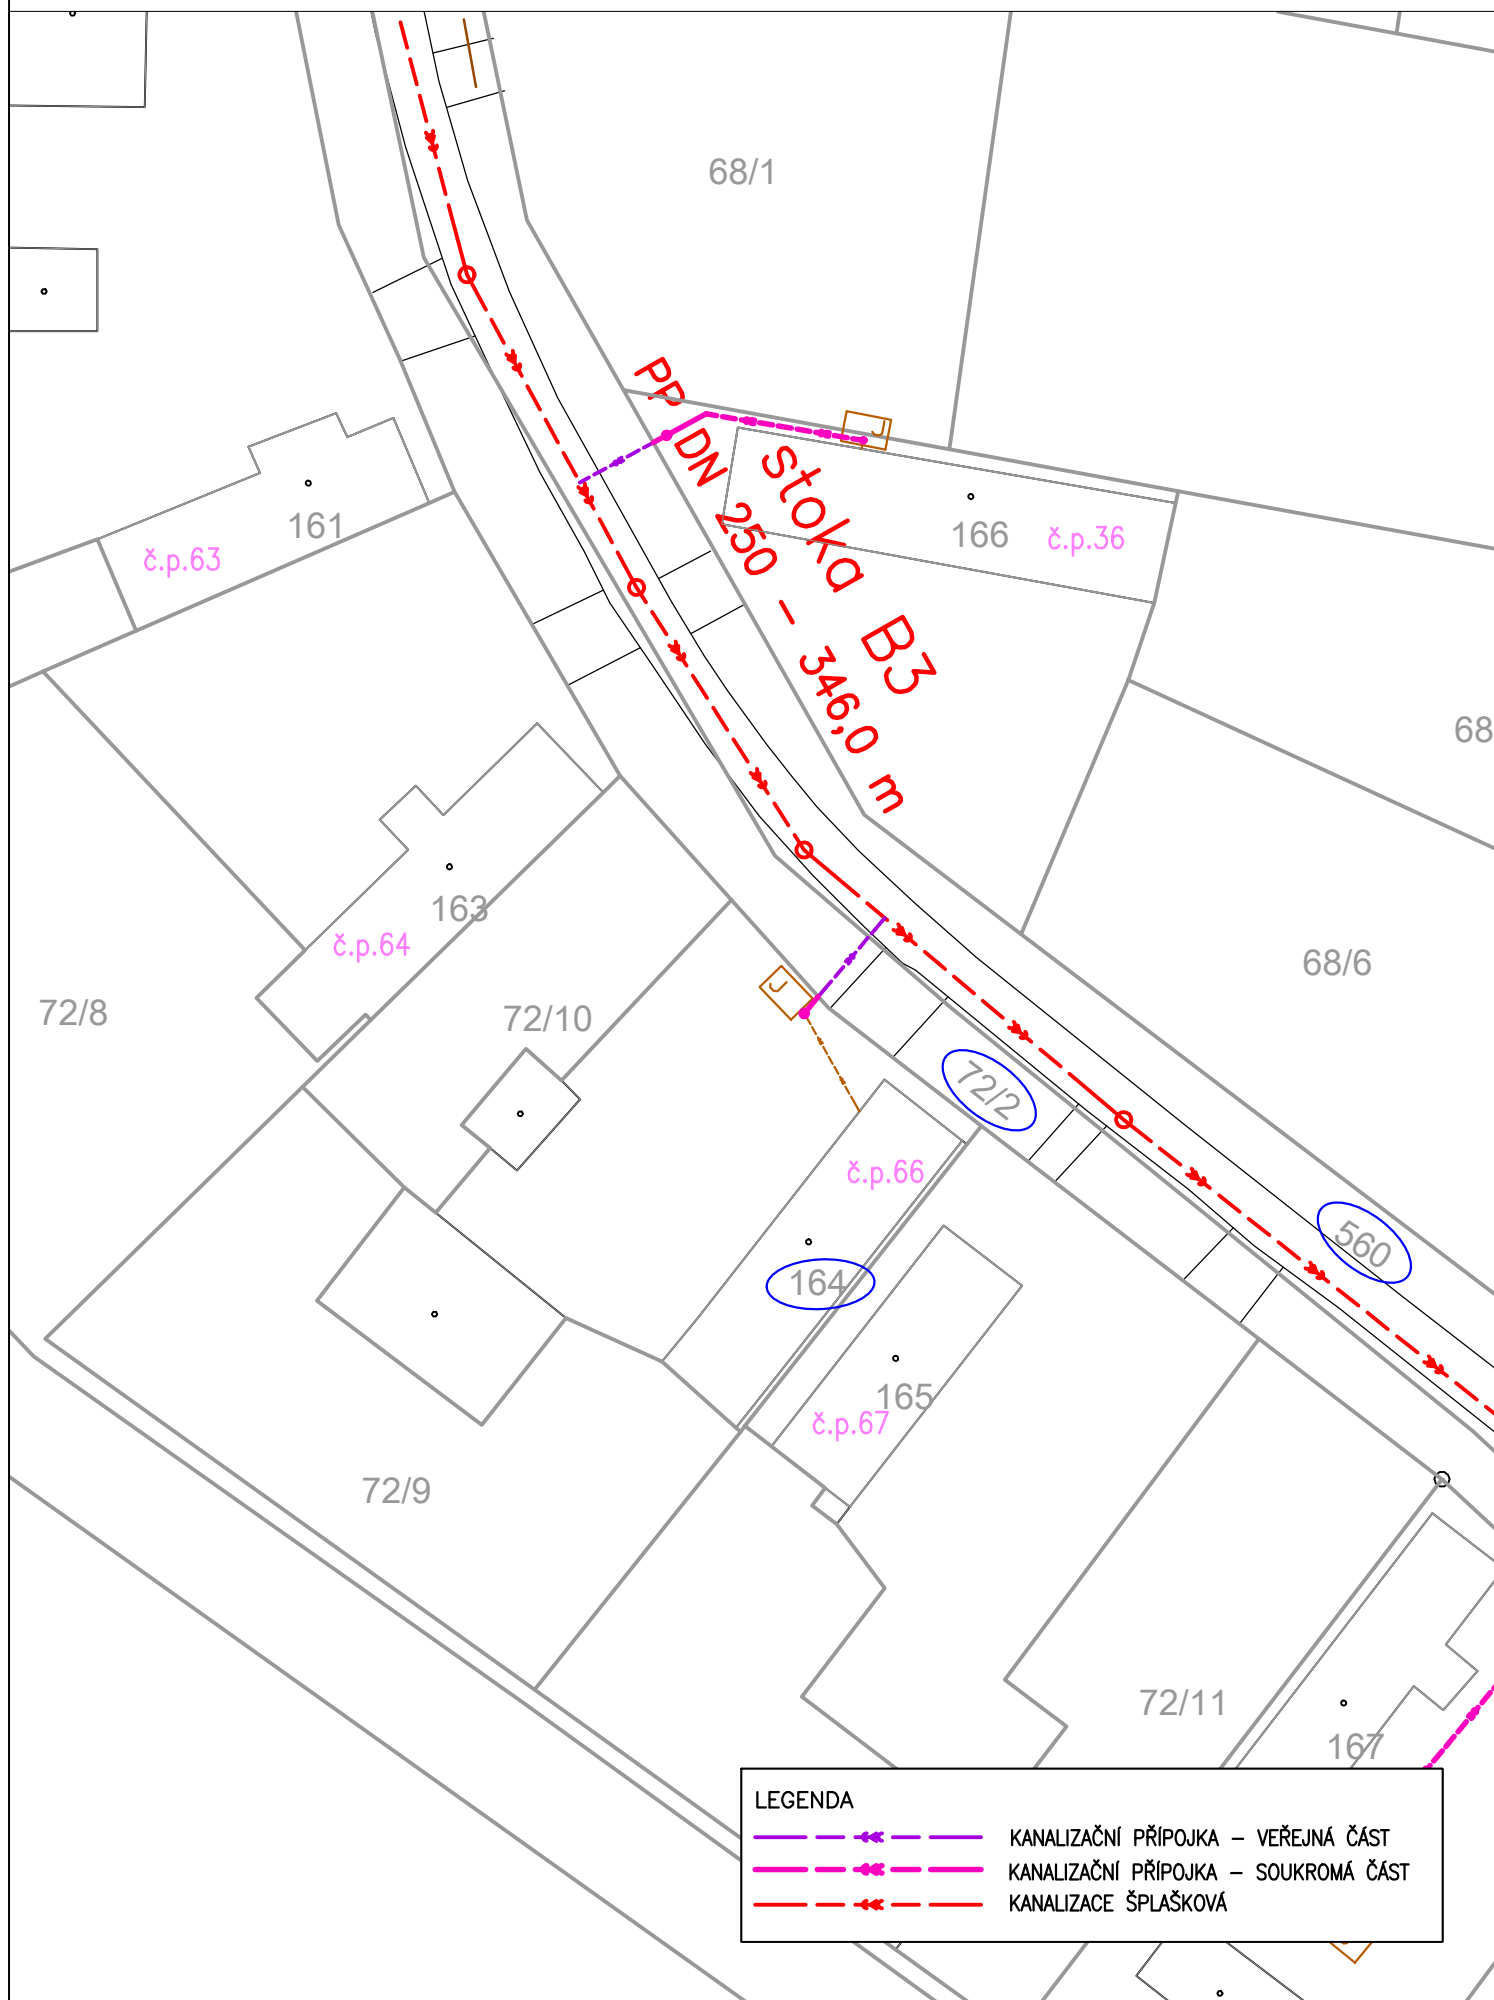 68/1
PP DN 250 – 346,0 m
stoka B3
J
161
č.p.63
166
č.p.36
68
163
č.p.64
68/6
72/8
72/10
J
72/2
č.p.66
560
164
165
č.p.67
72/9
72/11
167
LEGENDA
KANALIZAČNÍ PŘÍPOJKA – VEŘEJNÁ ČÁST
KANALIZAČNÍ PŘÍPOJKA – SOUKROMÁ ČÁST
KANALIZACE ŠPLAŠKOVÁ